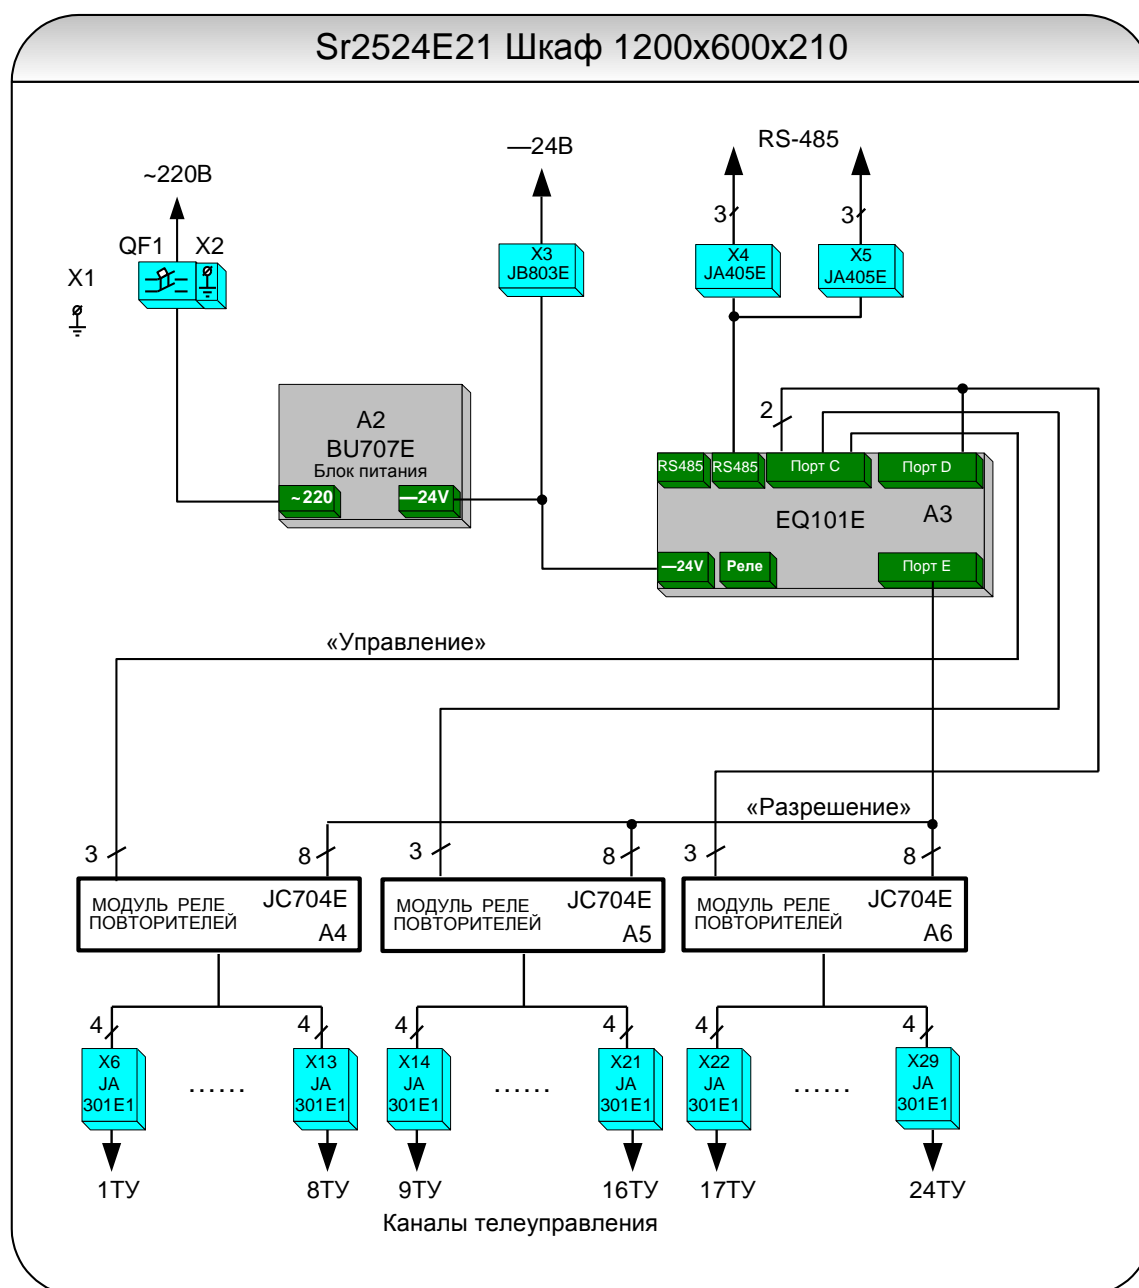 Sr2524E21 Шкаф 1200x600x210
~220В
—24В
RS-485
3
3
QF1
X2
X1
X3
JB803E
X4
JA405E
X5
JA405E
A2
BU707E
Блок питания
~220
—24V
2
RS485
RS485
Порт С
Порт D
EQ101E
A3
—24V
Реле
Порт Е
«Управление»
«Разрешение»
3
8
3
8
3
8
МОДУЛЬ РЕЛЕ
ПОВТОРИТЕЛЕЙ
JC704E
A4
МОДУЛЬ РЕЛЕ
ПОВТОРИТЕЛЕЙ
JC704E
A5
МОДУЛЬ РЕЛЕ
ПОВТОРИТЕЛЕЙ
JC704E
A6
4
4
4
4
4
4
X6
JA
301E1
......
X13
JA
301E1
X14
JA
301E1
......
X21
JA
301E1
X22
JA
301E1
......
X29
JA
301E1
1ТУ
8ТУ
9ТУ
16ТУ
17ТУ
24ТУ
Каналы телеуправления